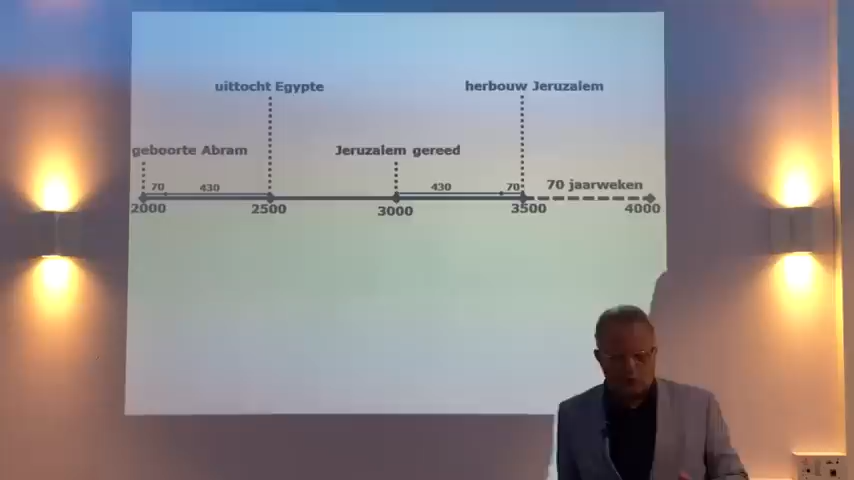 uittocht Egypte
herbouw Jeruzalem
geboorte Abram
Jeruzalem gereed
70 430
430 70
70 jaarweken
2000 2500 3000 3500 4000